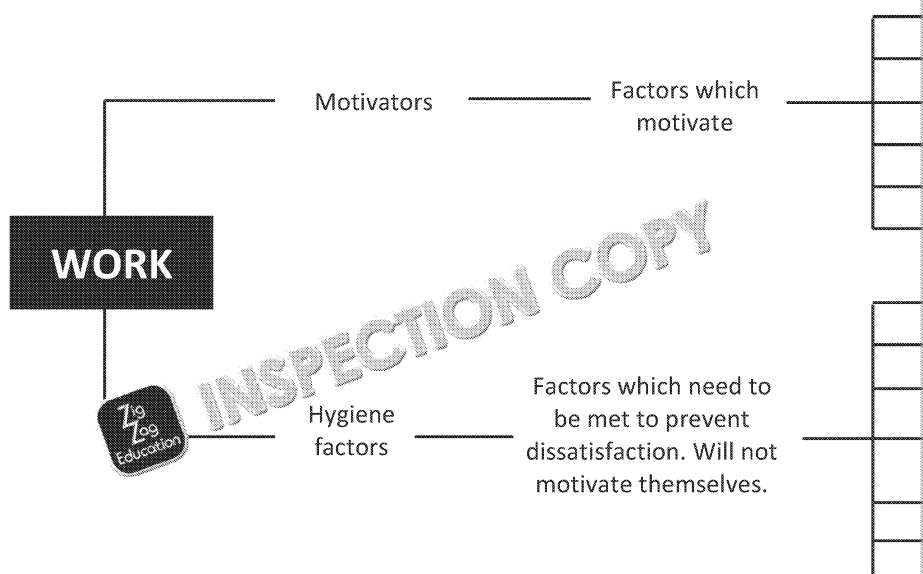 Motivators
Factors which
motivate
WORK
INSPECTION COPY
Zig
Zag
Education
Hygiene
factors
Factors which need to
be met to prevent
dissatisfaction. Will not
motivate themselves.